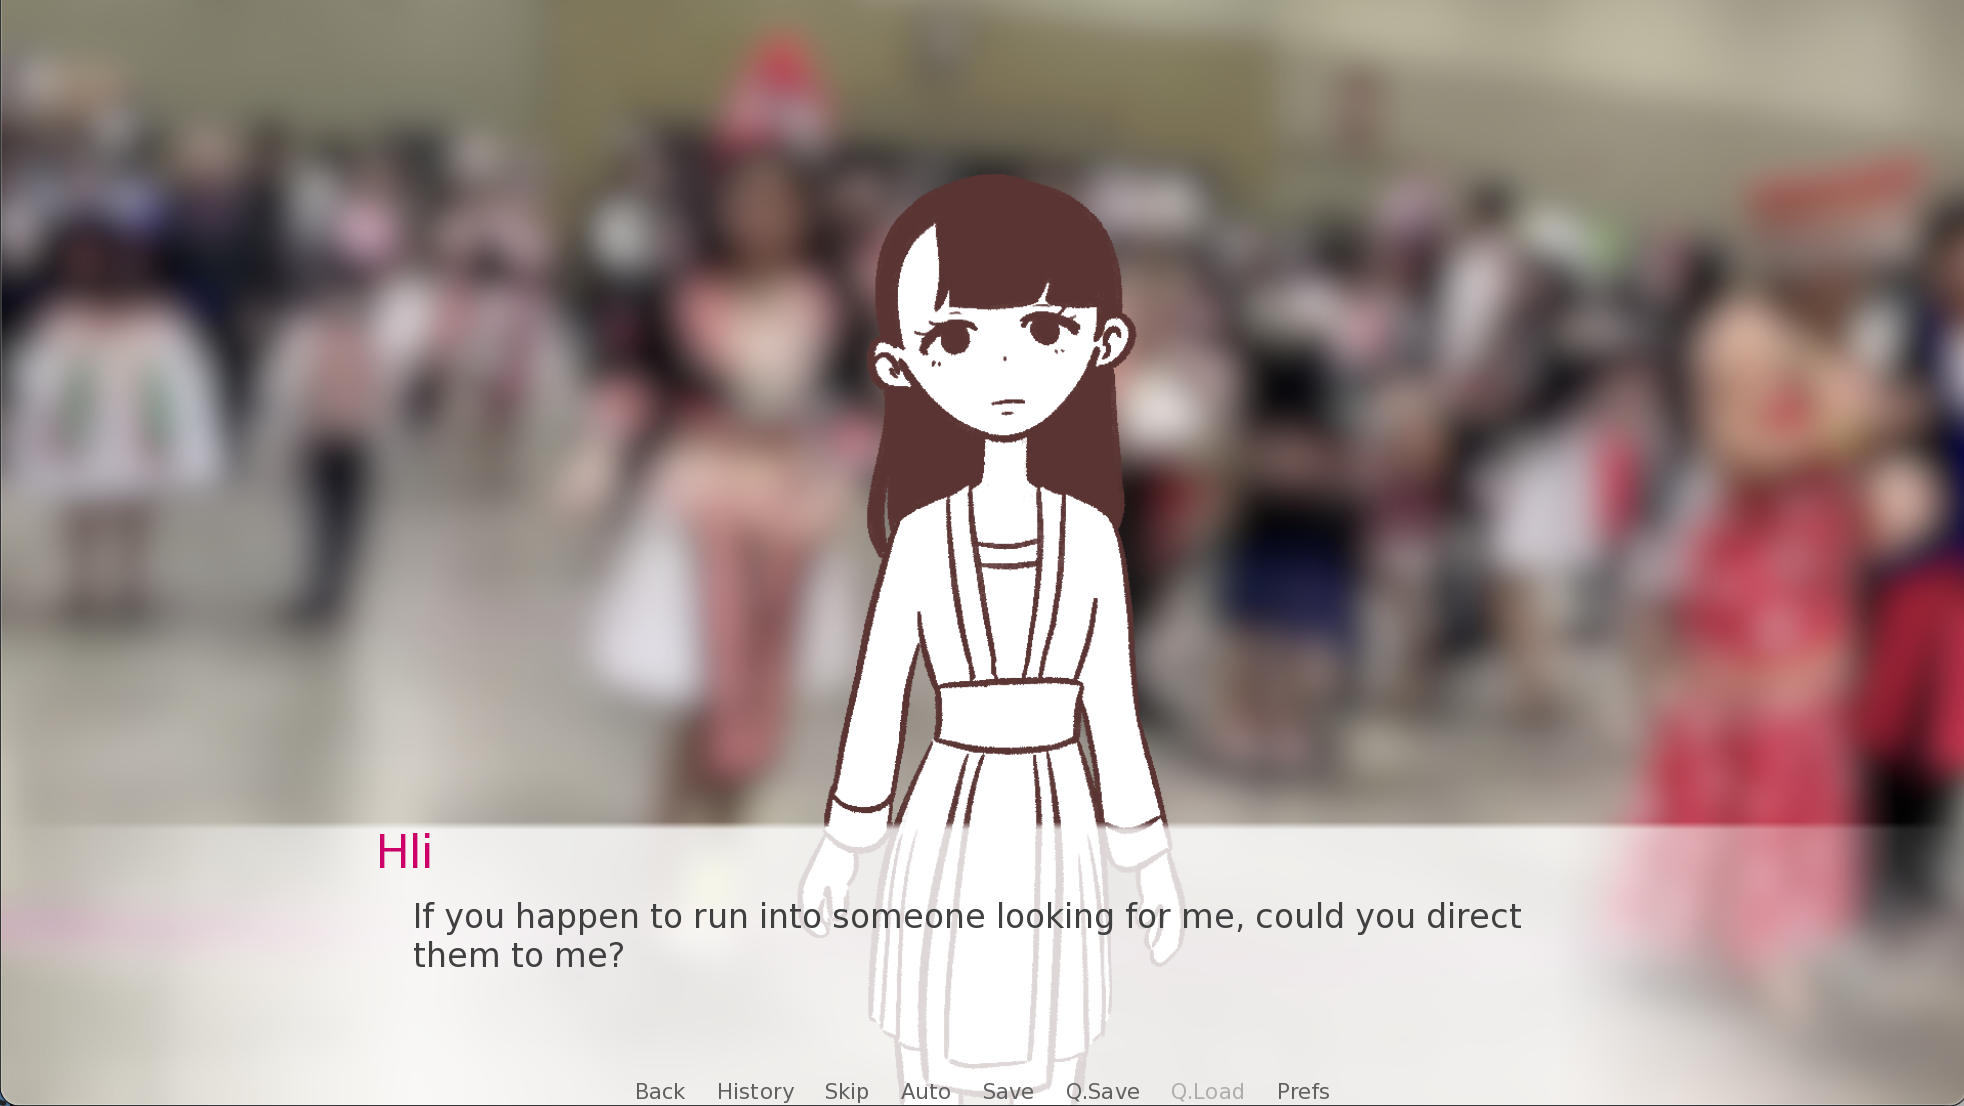 Hli
If you happen to run into someone looking for me, could you direct
them to me?
Back History Skip Auto Save Q.Save Q.Load Prefs